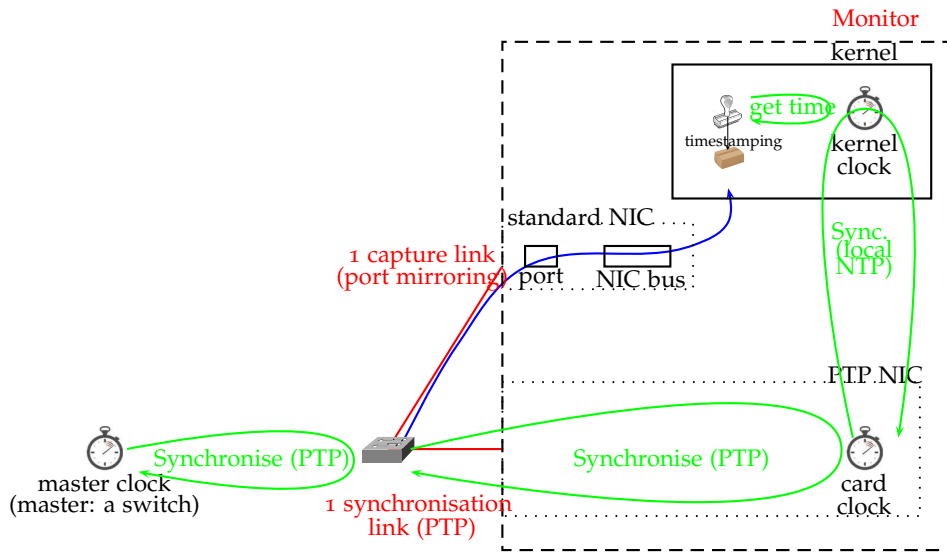 Monitor
kernel
get time
timestamping
kernel
clock
standard NIC
Sync.
(local
NTP)
1 capture link
(port mirroring)
port
NIC bus
PTP NIC
Synchronise (PTP)
Synchronise (PTP)
master clock
(master: a switch)
1 synchronisation
link (PTP)
card
clock